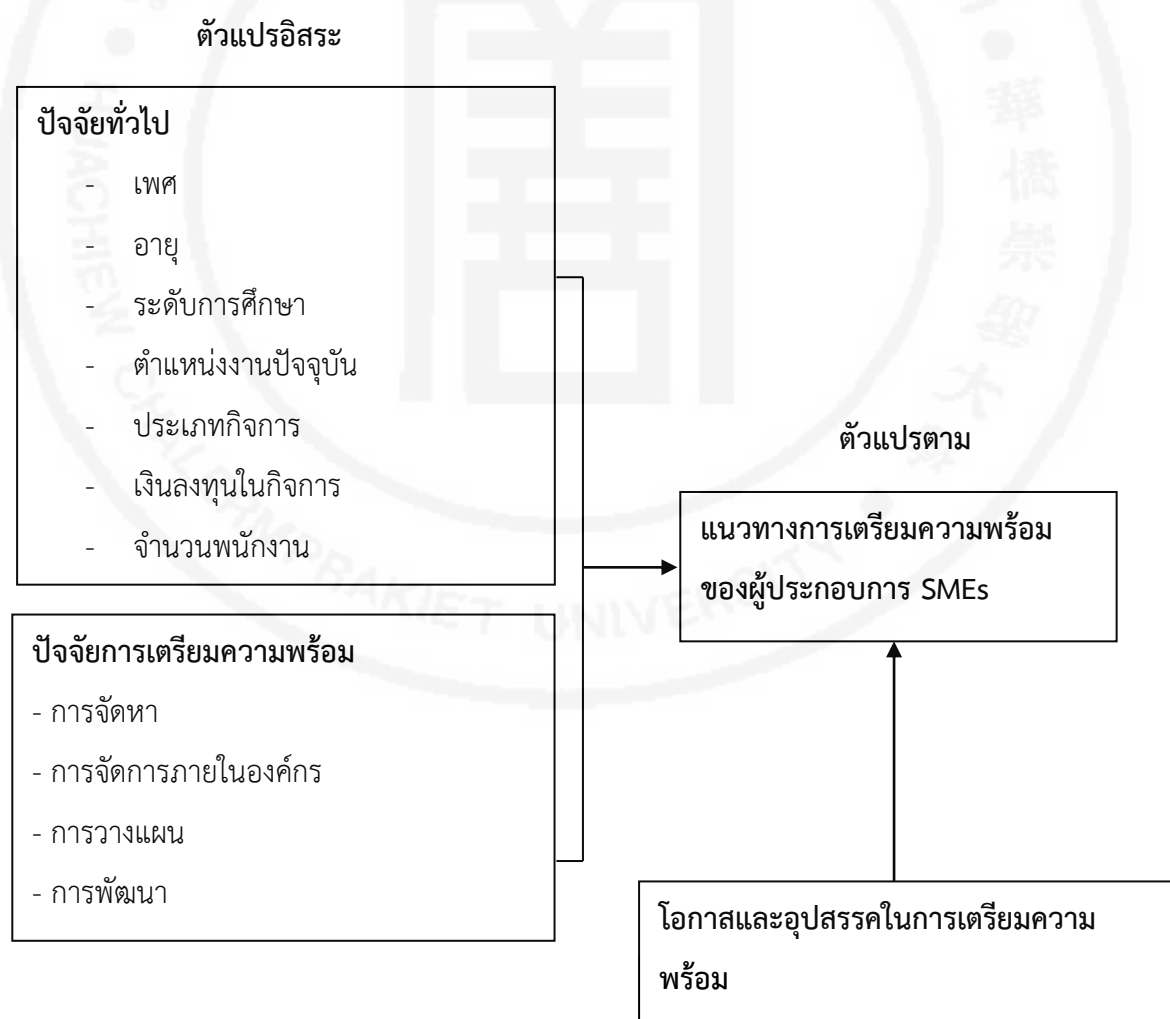 ตัวแปรอิสระ
ปัจจัยทั่วไป
- เพศ
- อายุ
- ระดับการศึกษา
- ตำแหน่งงานปัจจุบัน
- ประเภทกิจการ
- เงินลงทุนในกิจการ
- จำนวนพนักงาน
ปัจจัยการเตรียมความพร้อม
- การจัดหา
- การจัดการภายในองค์กร
- การวางแผน
- การพัฒนา
ตัวแปรตาม
แนวทางการเตรียมความพร้อม
ของผู้ประกอบการ SMEs
โอกาสและอุปสรรคในการเตรียมความ
พร้อม
HUACHIEW CHALERMPRAKIET UNIVERSITY
華僑崇聖大學